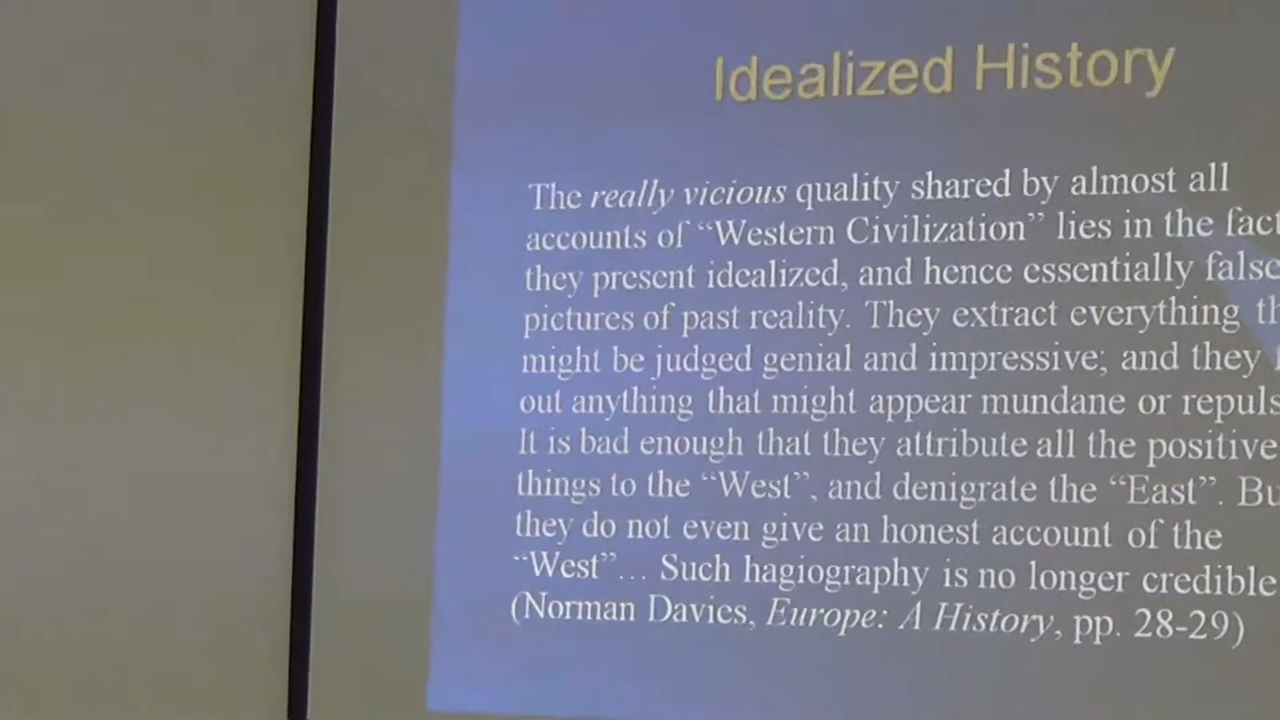 Idealized History
The really vicious quality shared by almost all
accounts of “Western Civilization” lies in the fact
they present idealized, and hence essentially false
pictures of past reality. They extract everything
might be judged genial and impressive; and they
out anything that might appear mundane or
It is bad enough that they attribute all the positive
things to the “West”, and denigrate the “East”.
they do not even give an honest account of the
“West”… Such hagiography is no longer credible
(Norman Davies, Europe: A History, pp. 28-29)